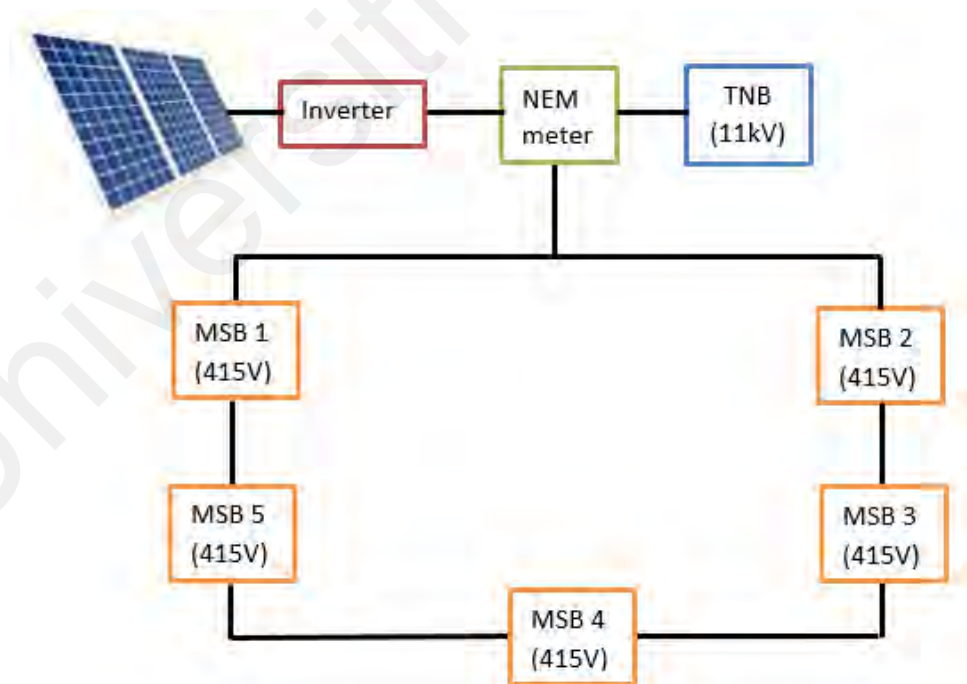 Inverter
NEM
meter
TNB
(11kV)
MSB 1
(415V)
MSB 2
(415V)
MSB 5
(415V)
MSB 3
(415V)
MSB 4
(415V)
Universiti